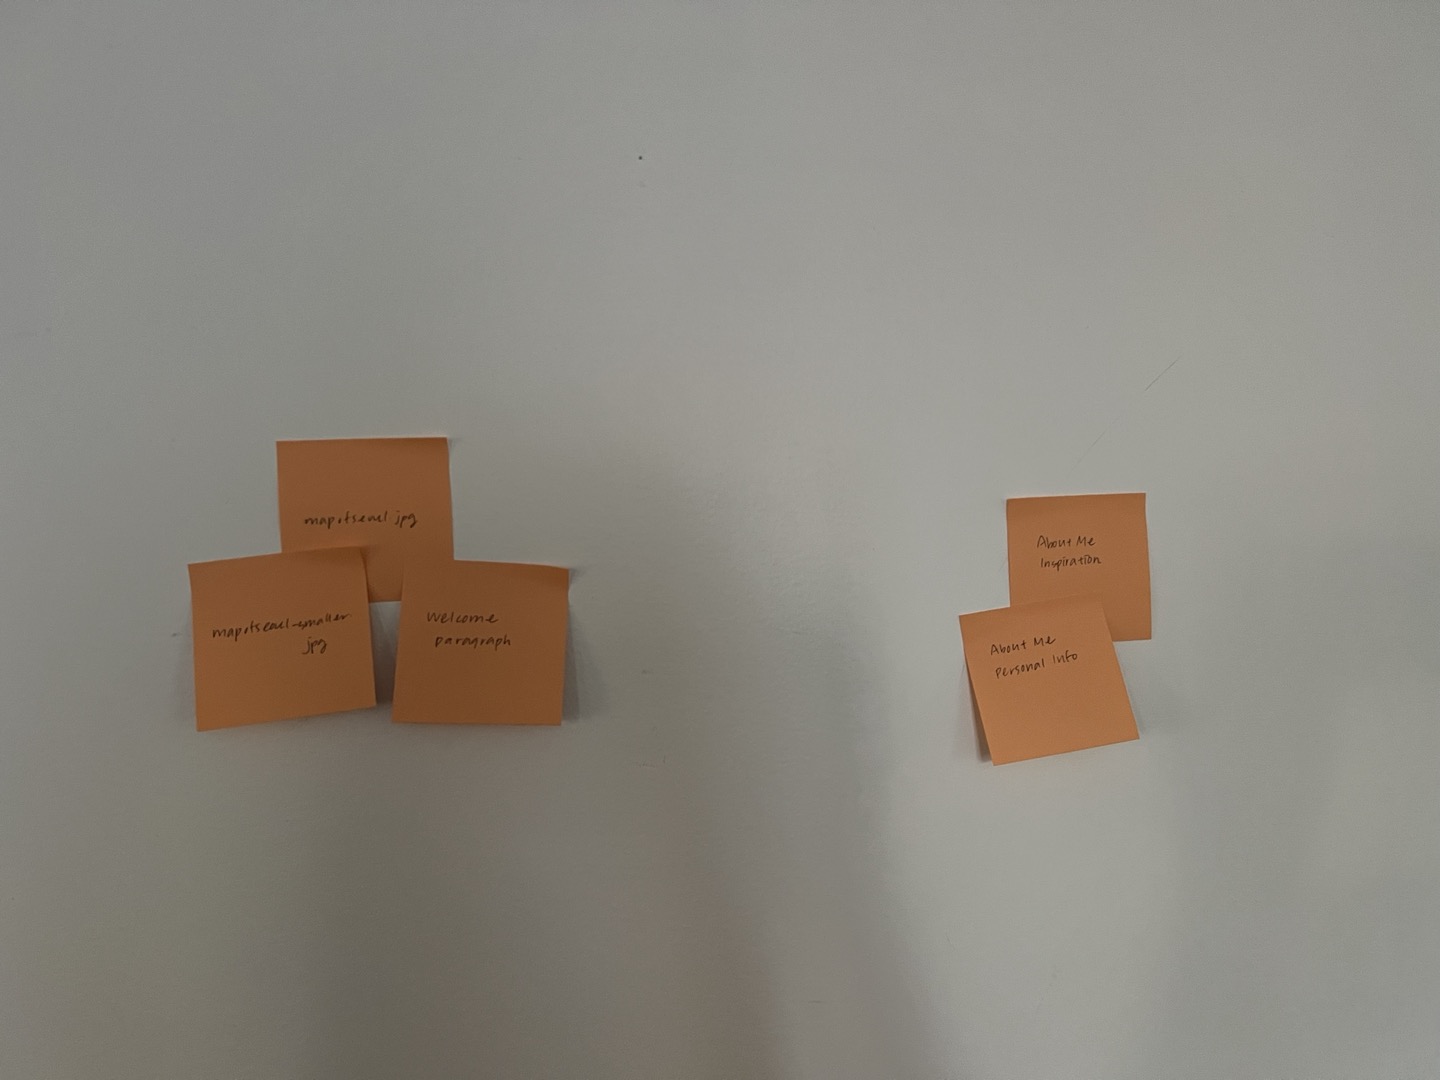 mapofseoul.jpg
mapofseoul-smaller
jpg
Welcome
paragraph
About Me
Inspiration
About Me
Personal Info